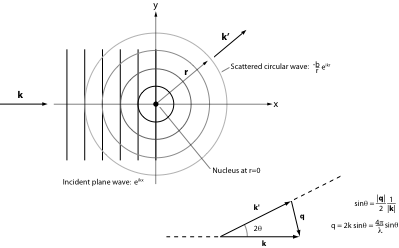 y
k'
Scattered circular wave: -b/r e^ikr
r
k
x
Nucleus at r=0
Incident plane wave: e^ikx
k'
sinθ = |q|/2 1/|k|
q
2θ
q = 2k sinθ = 4π/λ sinθ
k